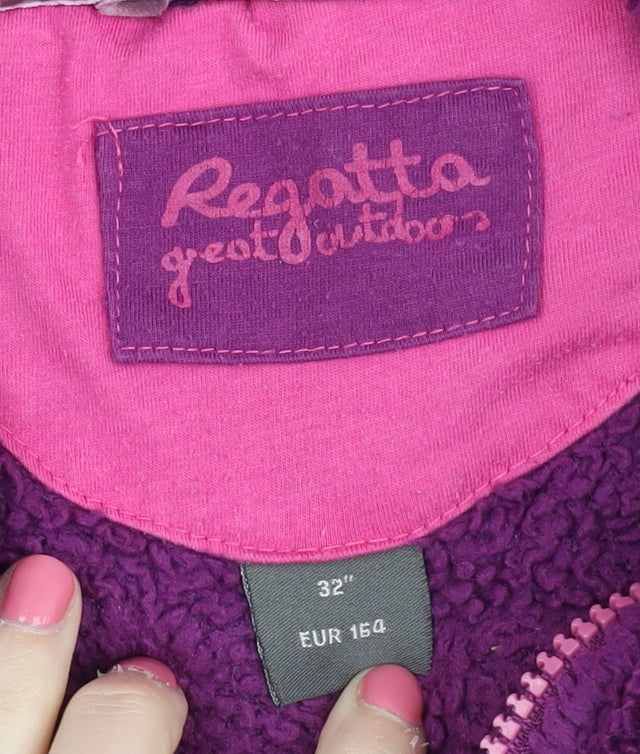 Regatta
great outdoors
32"
EUR 164